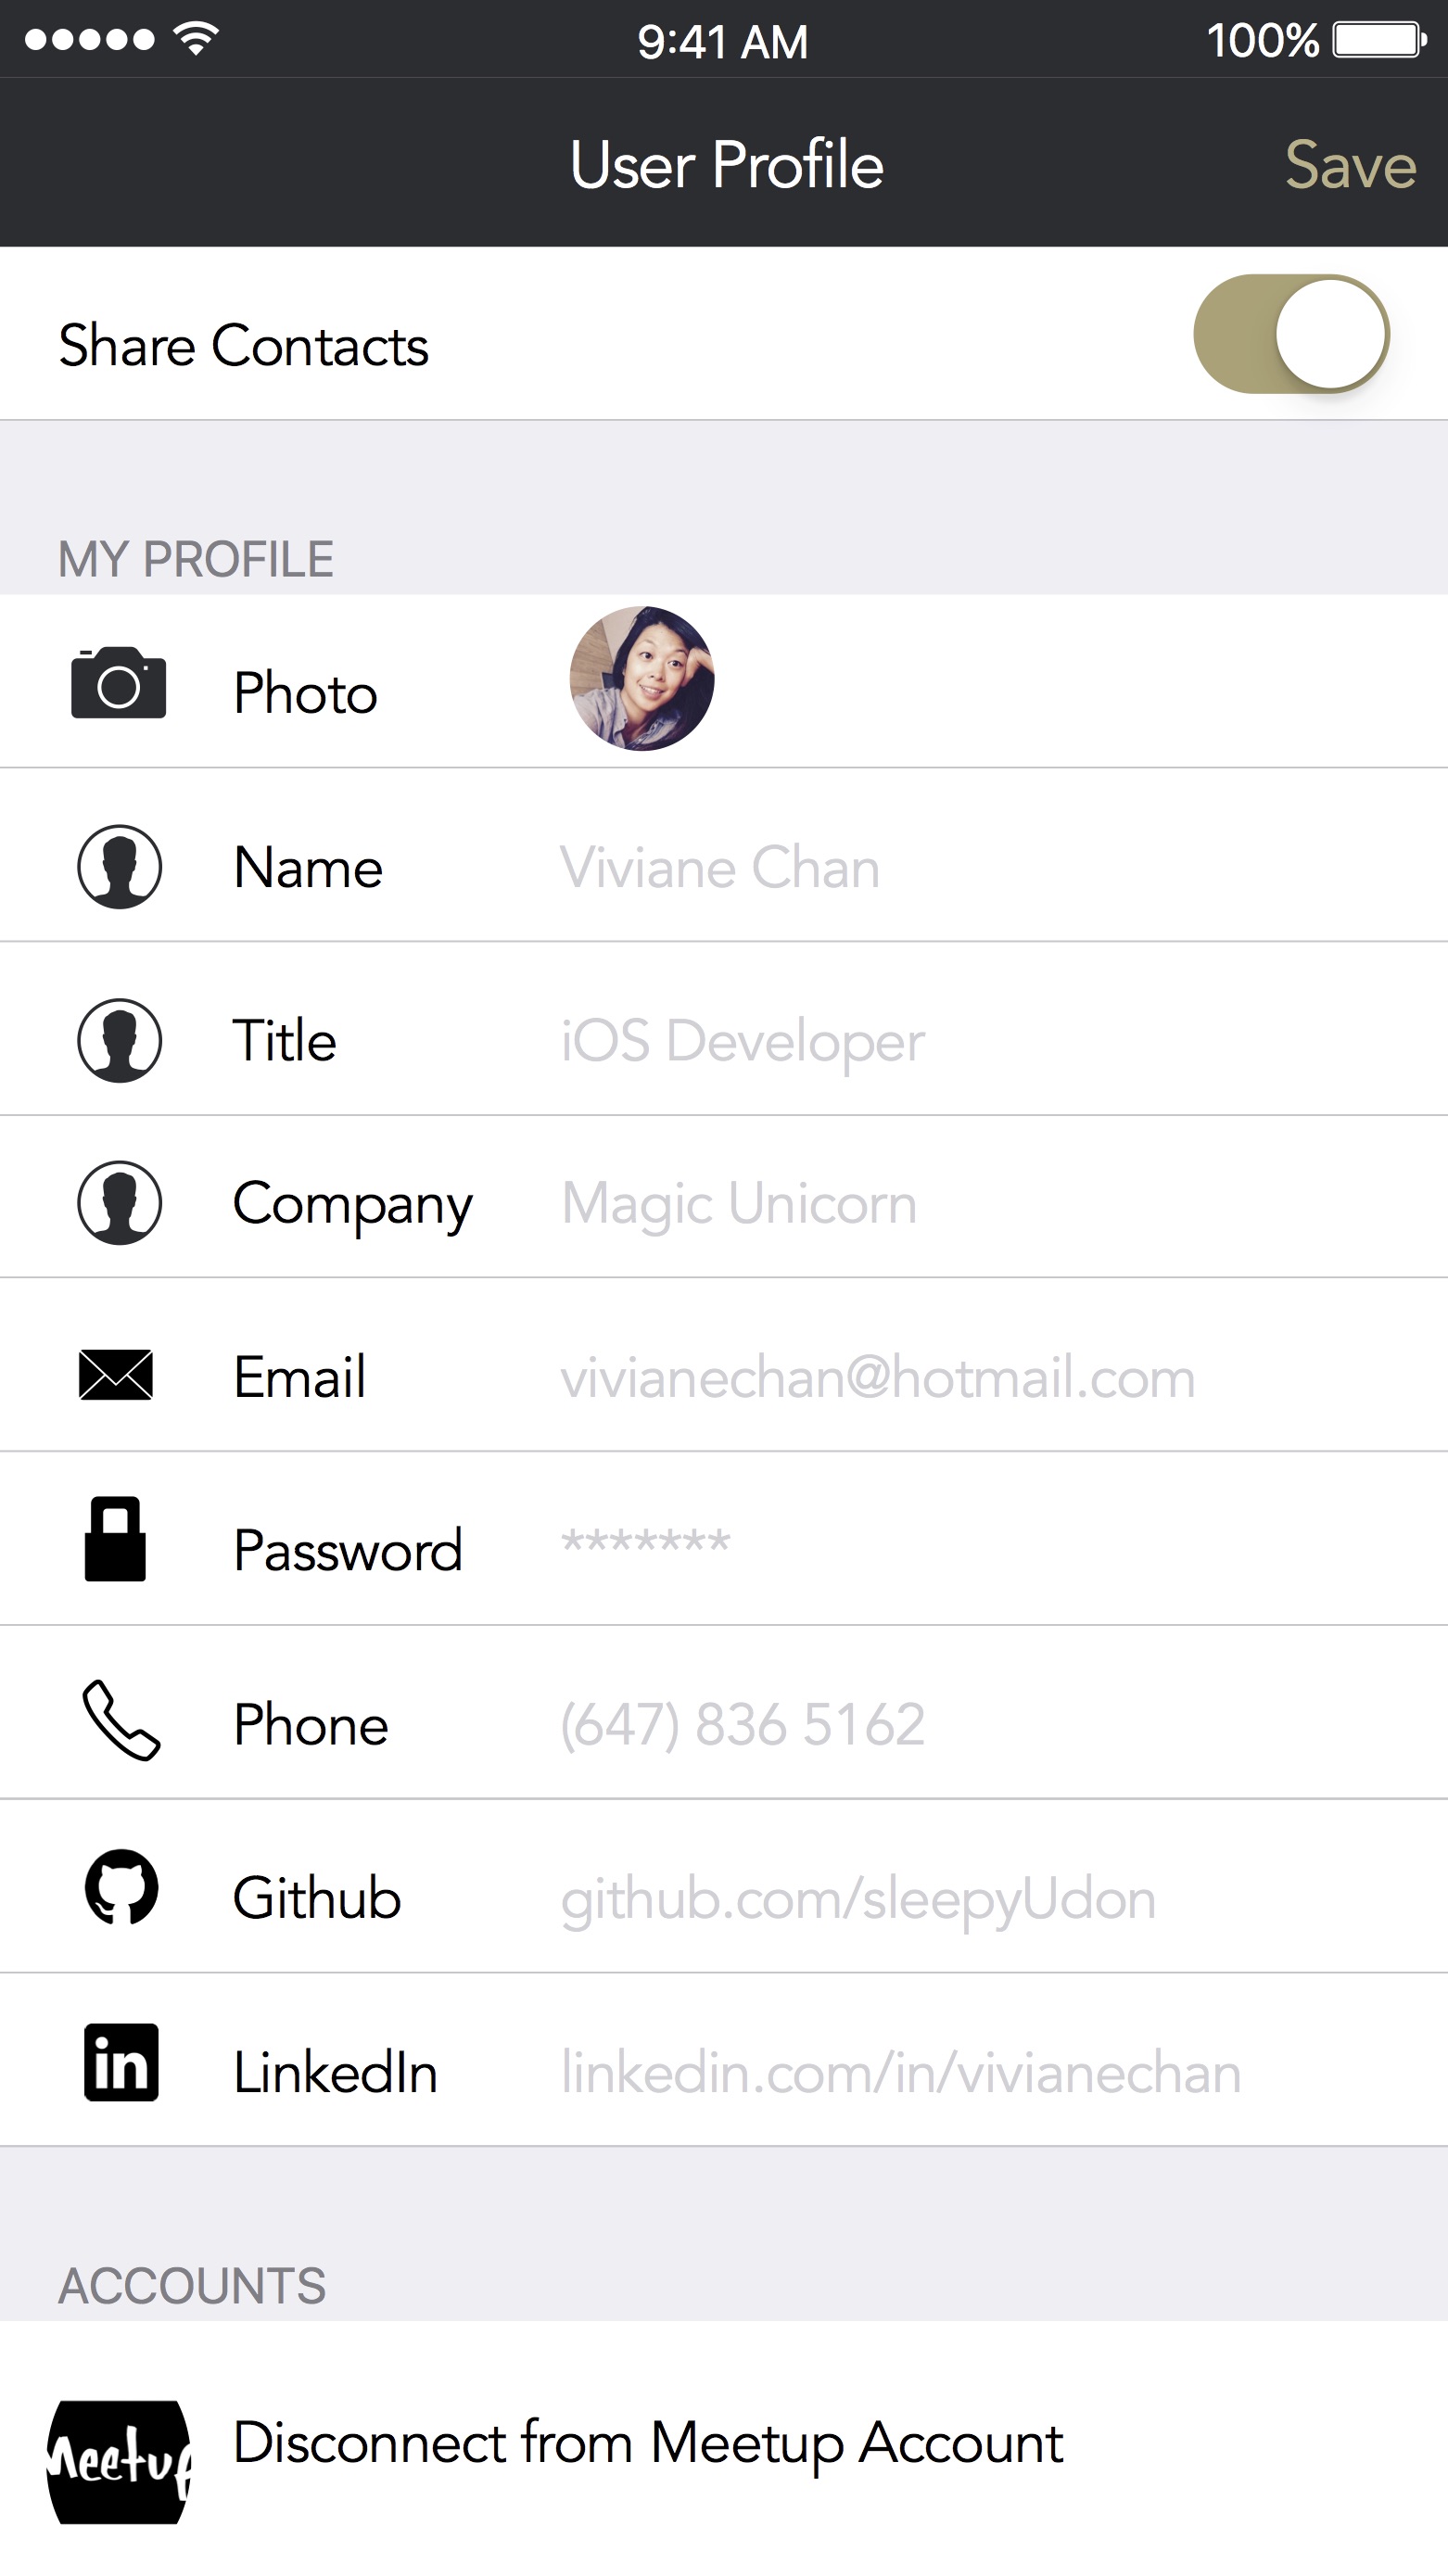 9:41 AM
100%
User Profile
Save
Share Contacts
MY PROFILE
Photo
Name
Viviane Chan
Title
iOS Developer
Company
Magic Unicorn
Email
vivianechan@hotmail.com
Password
*******
Phone
(647) 836 5162
Github
github.com/sleepyUdon
in
LinkedIn
linkedin.com/in/vivianechan
ACCOUNTS
Meetup
Disconnect from Meetup Account